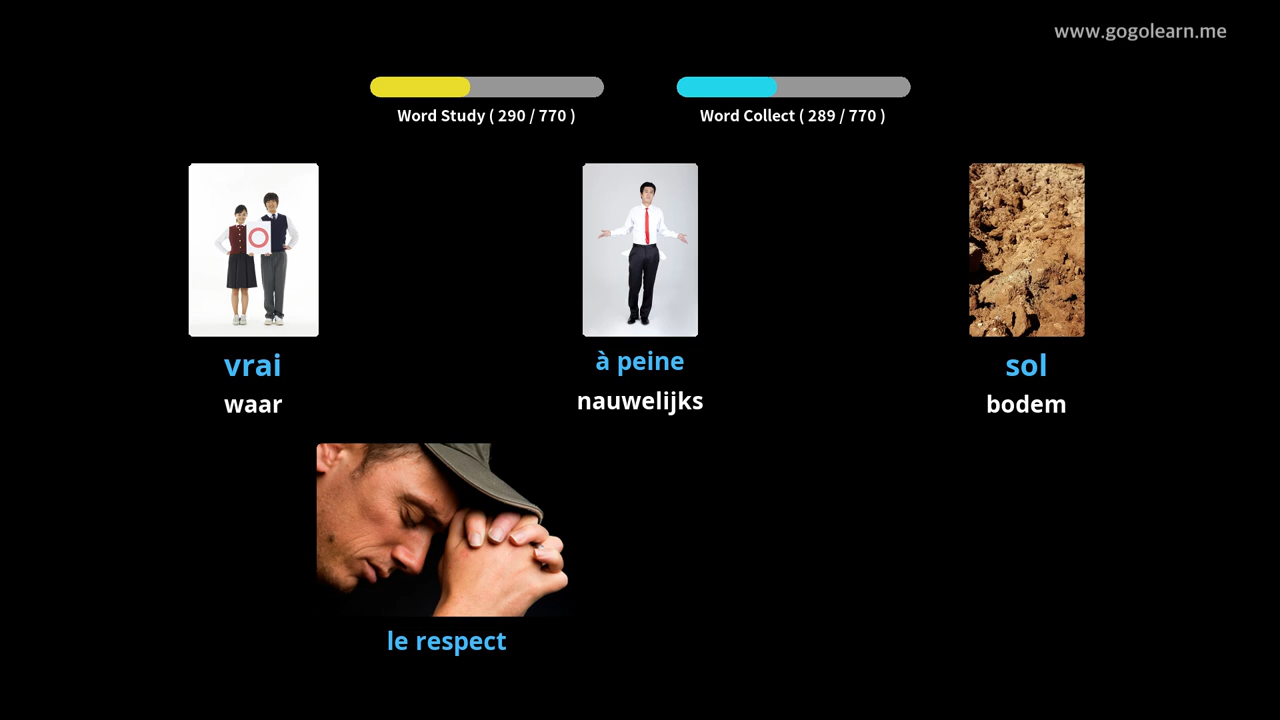 www.gogolearn.me
Word Study ( 290 / 770 )
Word Collect ( 289 / 770 )
vrai
waar
à peine
nauwelijks
sol
bodem
le respect